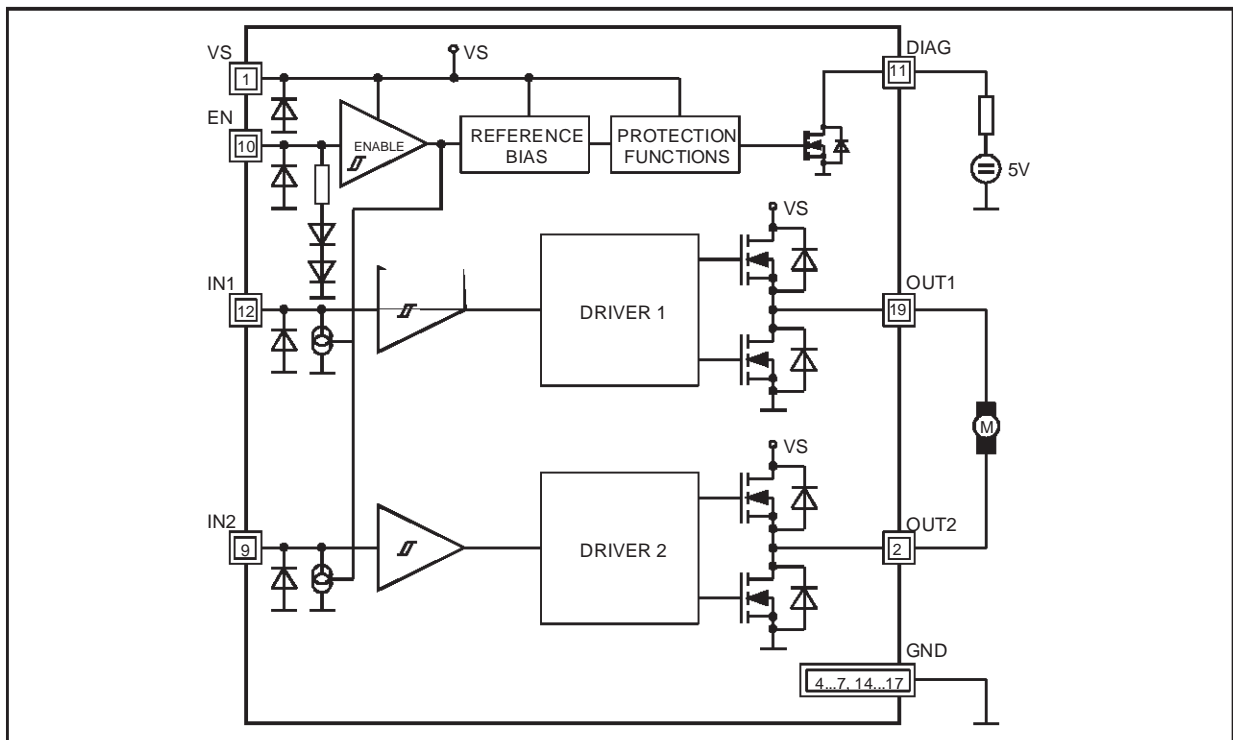 VS
VS
DIAG
1
11
EN
10
ENABLE
REFERENCE
BIAS
PROTECTION
FUNCTIONS
5V
VS
IN1
OUT1
12
DRIVER 1
19
M
VS
IN2
OUT2
9
DRIVER 2
2
GND
4...7, 14...17